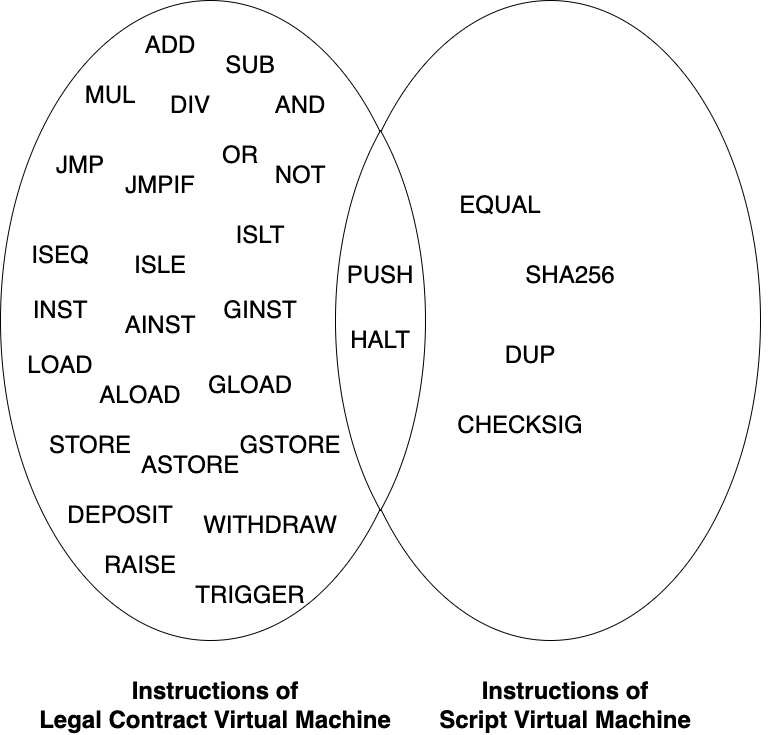 ADD
SUB
MUL
DIV
AND
OR
JMP
JMPIF
NOT
ISLT
ISEQ
ISLE
INST
AINST
GINST
LOAD
ALOAD
GLOAD
STORE
ASTORE
GSTORE
DEPOSIT
WITHDRAW
RAISE
TRIGGER
PUSH
HALT
EQUAL
SHA256
DUP
CHECKSIG
Instructions of
Legal Contract Virtual Machine
Instructions of
Script Virtual Machine